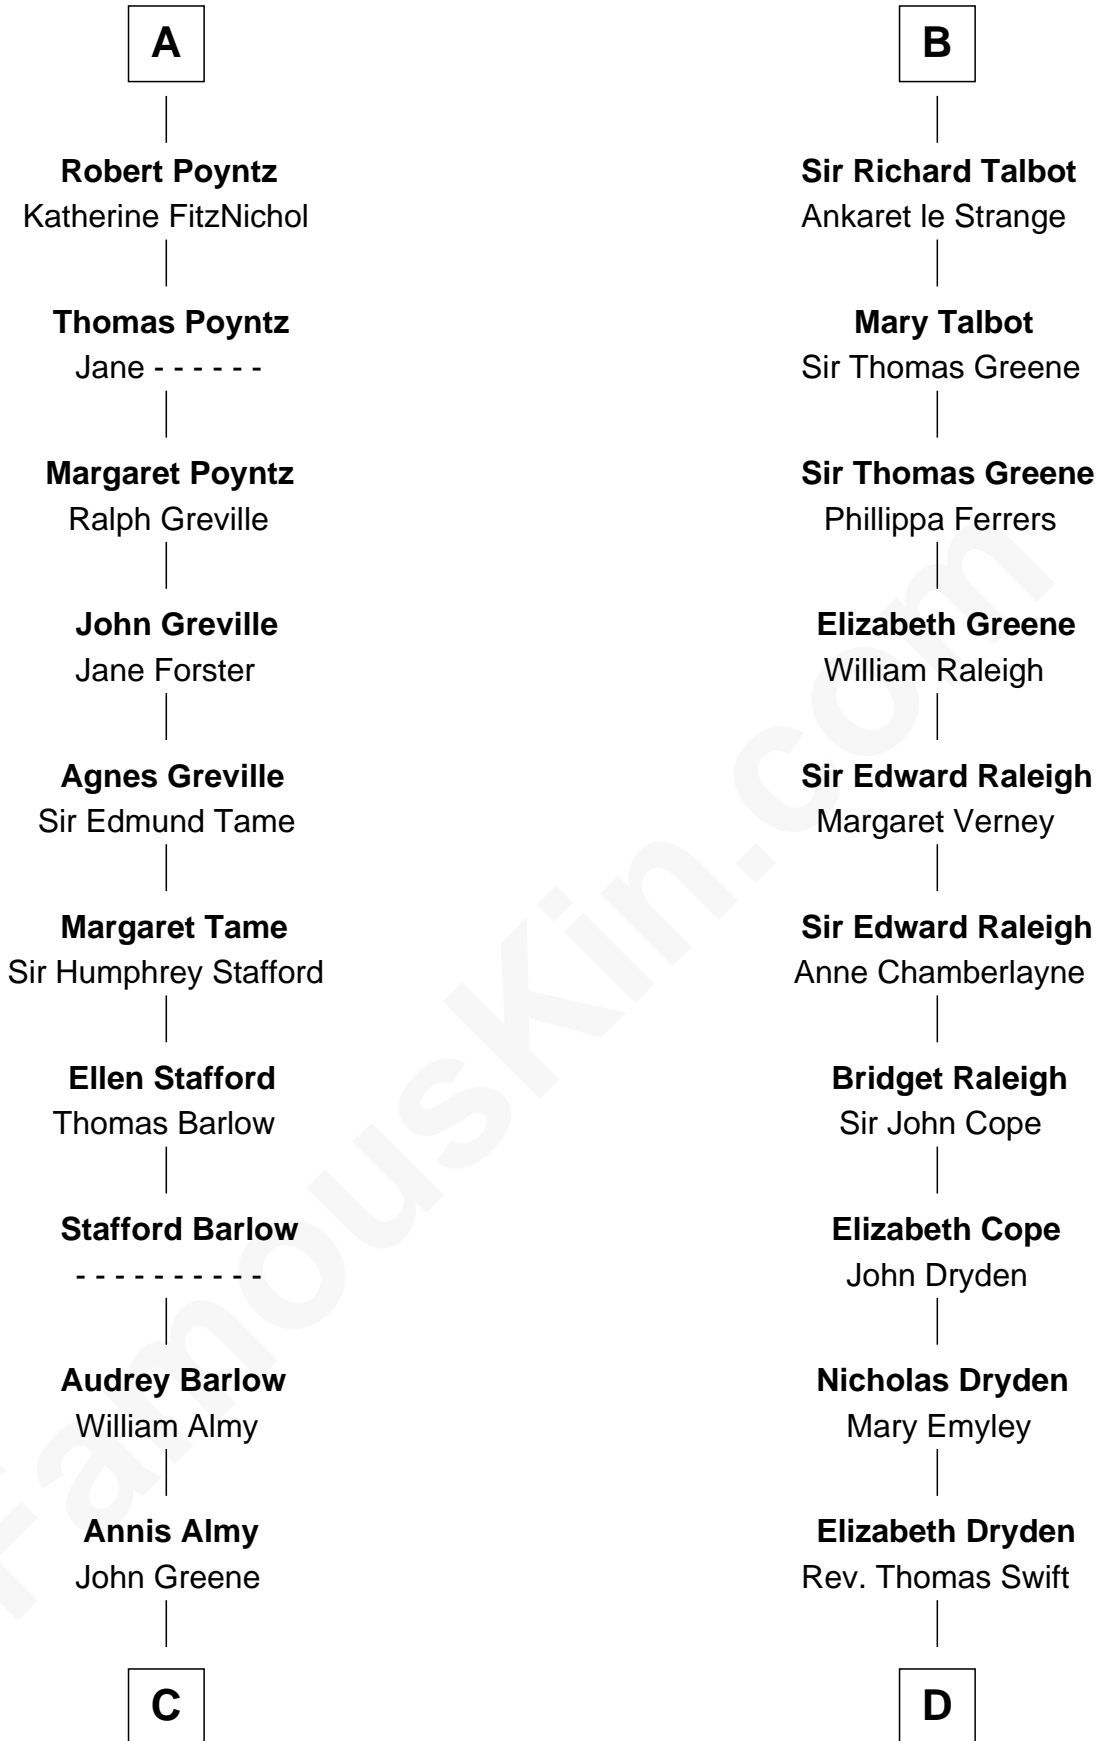 A
Robert Poyntz
Katherine FitzNichol
Thomas Poyntz
Jane - - - - - -
Margaret Poyntz
Ralph Greville
John Greville
Jane Forster
Agnes Greville
Sir Edmund Tame
Margaret Tame
Sir Humphrey Stafford
Ellen Stafford
Thomas Barlow
Stafford Barlow
- - - - - - - - - -
Audrey Barlow
William Almy
Annis Almy
John Greene
C
B
Sir Richard Talbot
Ankaret le Strange
Mary Talbot
Sir Thomas Greene
Sir Thomas Greene
Phillippa Ferrers
Elizabeth Greene
William Raleigh
Sir Edward Raleigh
Margaret Verney
Sir Edward Raleigh
Anne Chamberlayne
Bridget Raleigh
Sir John Cope
Elizabeth Cope
John Dryden
Nicholas Dryden
Mary Emyley
Elizabeth Dryden
Rev. Thomas Swift
D
FamousKin.com